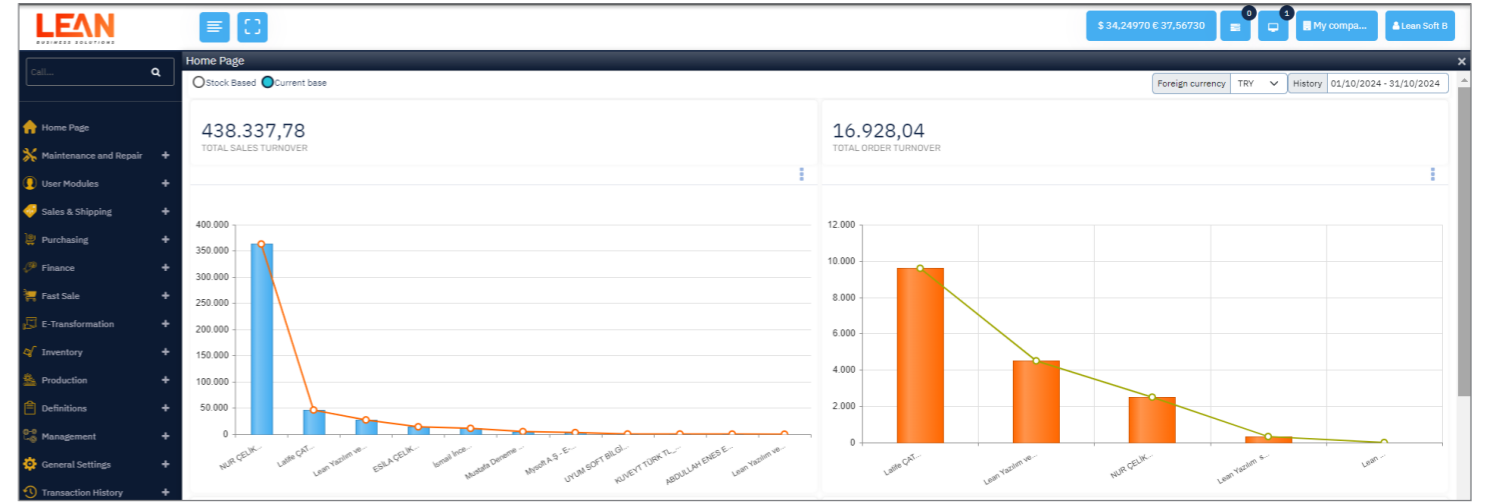 LEAN
BUSINESS SOLUTIONS
$ 34,24970 € 37,56730
0
1
My compa...
Lean Soft B
Call...
Home Page
Stock Based Current base
Foreign currency TRY History 01/10/2024 - 31/10/2024
Home Page
Maintenance and Repair
User Modules
Sales & Shipping
Purchasing
Finance
Fast Sale
E-Transformation
Inventory
Production
Definitions
Management
General Settings
Transaction History
438.337,78
TOTAL SALES TURNOVER
400.000
350.000
300.000
250.000
200.000
150.000
100.000
50.000
0
NUR ÇELİK...
Latife ÇAT...
Lean Yazılım ve...
ESİLA ÇELİK...
İsmail İnce...
Mustafa Deneme ...
Mysoft A.Ş - E-...
UYUM SOFT BİLGİ...
KUVEYT TÜRK TL_...
ABDULLAH ENES E...
Lean Yazılım ve...
16.928,04
TOTAL ORDER TURNOVER
12.000
10.000
8.000
6.000
4.000
2.000
0
Latife ÇAT...
Lean Yazılım ve...
NUR ÇELİK...
Lean Yazılım s...
Lean ...